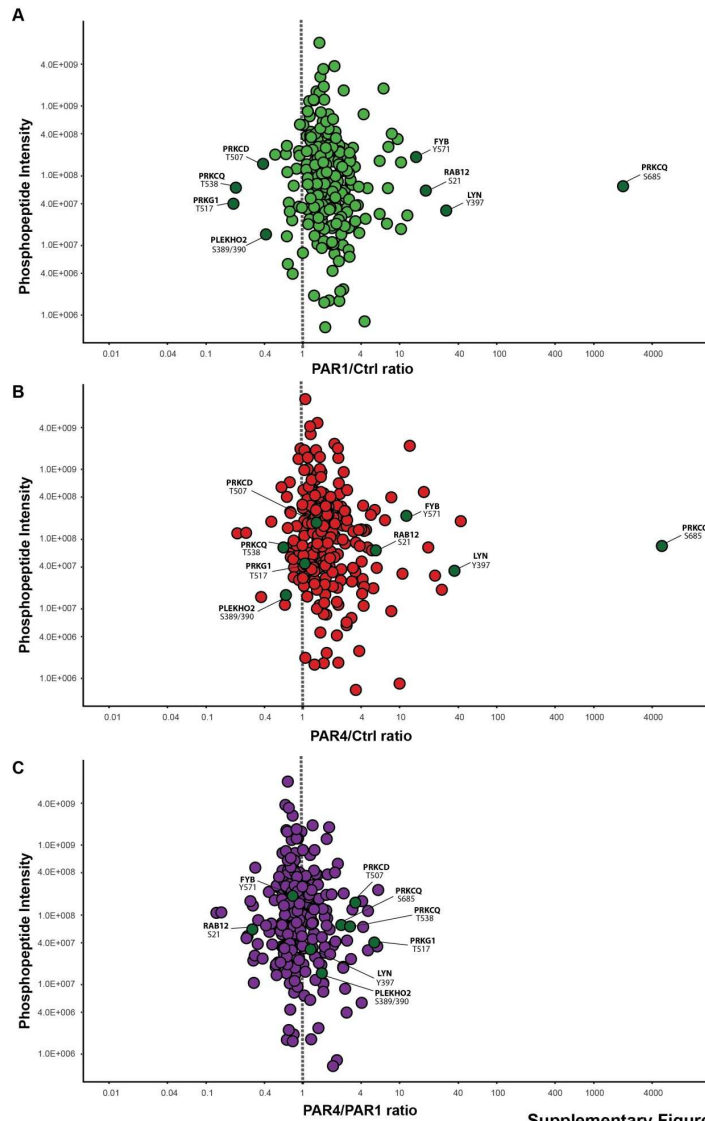 A
Phosphopeptide Intensity
4.0E+009
1.0E+009
4.0E+008
1.0E+008
4.0E+007
1.0E+007
4.0E+006
1.0E+006
PRKCD
T507
PRKCQ
T538
PRKG1
T517
PLEKHO2
S389/390
FYB
Y571
RAB12
S21
LYN
Y397
PRKCQ
S685
0.01 0.04 0.1 0.4 1 4 10 40 100 400 1000 4000
PAR1/Ctrl ratio
B
Phosphopeptide Intensity
4.0E+009
1.0E+009
4.0E+008
1.0E+008
4.0E+007
1.0E+007
4.0E+006
1.0E+006
PRKCD
T507
PRKCQ
T538
PRKG1
T517
PLEKHO2
S389/390
FYB
Y571
RAB12
S21
LYN
Y397
S685
0.01 0.04 0.1 0.4 1 4 10 40 100 400 1000 4000
PAR4/Ctrl ratio
C
Phosphopeptide Intensity
4.0E+009
1.0E+009
4.0E+008
1.0E+008
4.0E+007
1.0E+007
4.0E+006
1.0E+006
FYB
Y571
RAB12
S21
PRKCD
T507
PRKCQ
S685
PRKCQ
T538
PRKG1
T517
LYN
Y397
PLEKHO2
S389/390
0.01 0.04 0.1 0.4 1 4 10 40 100 400 1000 4000
PAR4/PAR1 ratio
Supplementary Figure